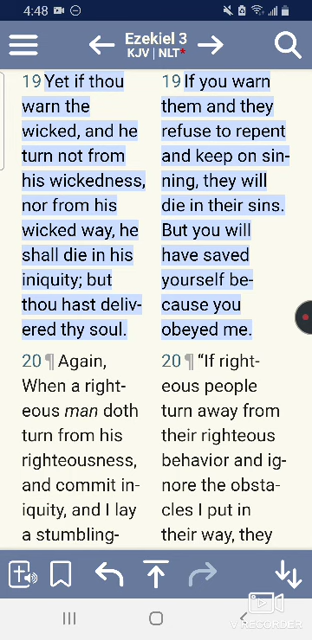 4:48
Ezekiel 3
KJV | NLT*
19 Yet if thou
warn the
wicked, and he
turn not from
his wickedness,
nor from his
wicked way, he
shall die in his
iniquity; but
thou hast deliv-
ered thy soul.
20 ¶ Again,
When a right-
eous man doth
turn from his
righteousness,
and commit in-
iquity, and I lay
a stumbling-
19 If you warn
them and they
refuse to repent
and keep on sin-
ning, they will
die in their sins.
But you will
have saved
yourself be-
cause you
obeyed me.
20 ¶ “If right-
eous people
turn away from
their righteous
behavior and ig-
nore the obsta-
cles I put in
their way, they
V RECORDER